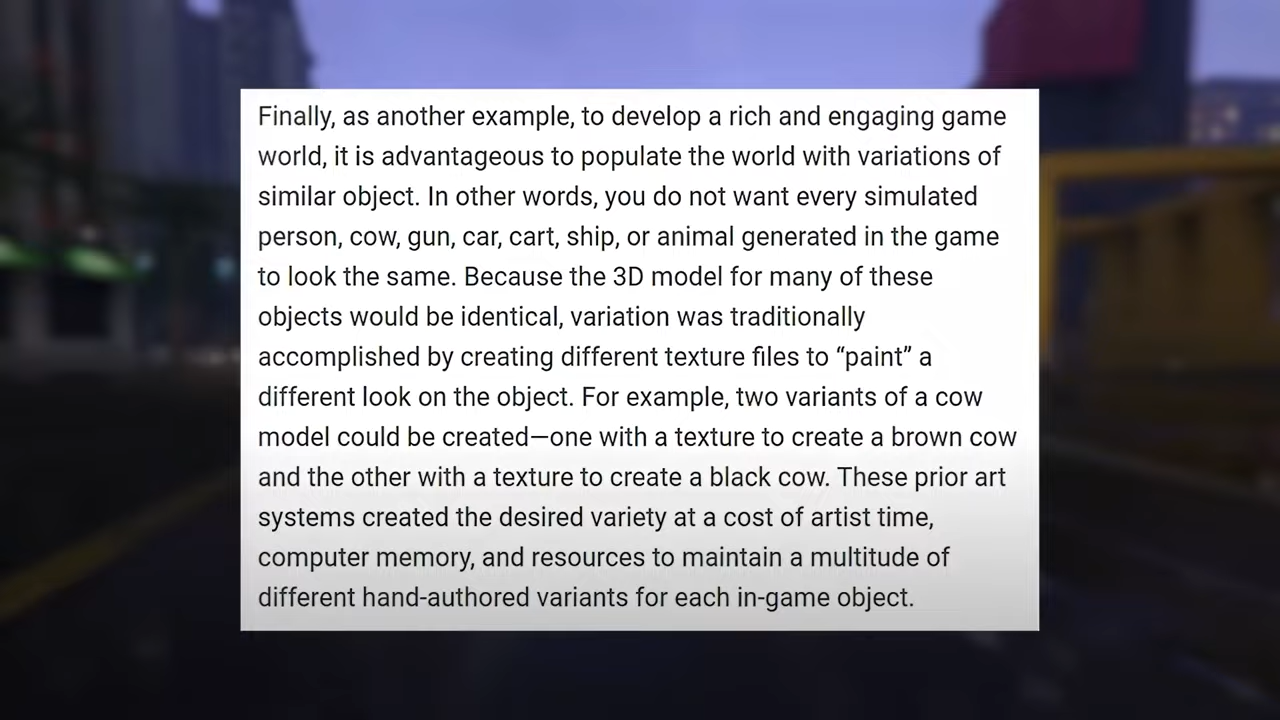 Finally, as another example, to develop a rich and engaging game
world, it is advantageous to populate the world with variations of
similar object. In other words, you do not want every simulated
person, cow, gun, car, cart, ship, or animal generated in the game
to look the same. Because the 3D model for many of these
objects would be identical, variation was traditionally
accomplished by creating different texture files to “paint” a
different look on the object. For example, two variants of a cow
model could be created—one with a texture to create a brown cow
and the other with a texture to create a black cow. These prior art
systems created the desired variety at a cost of artist time,
computer memory, and resources to maintain a multitude of
different hand-authored variants for each in-game object.